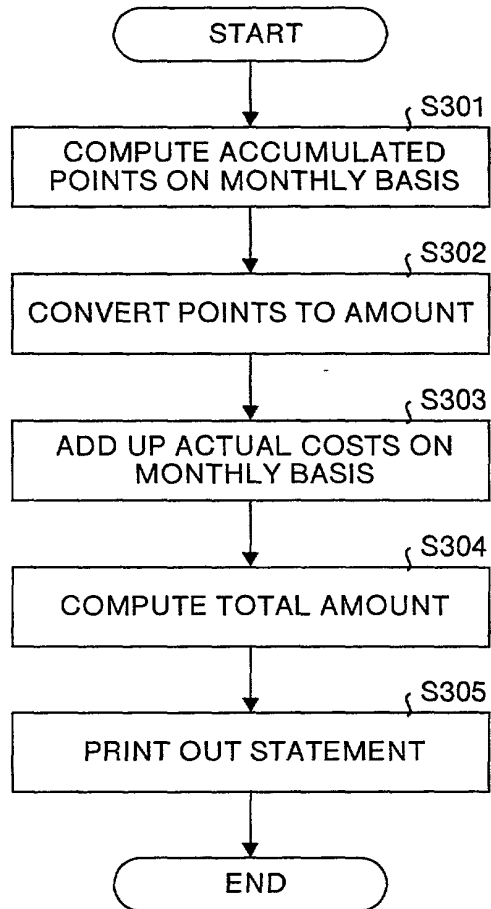 START
S301
COMPUTE ACCUMULATED
POINTS ON MONTHLY BASIS
S302
CONVERT POINTS TO AMOUNT
S303
ADD UP ACTUAL COSTS ON
MONTHLY BASIS
S304
COMPUTE TOTAL AMOUNT
S305
PRINT OUT STATEMENT
END